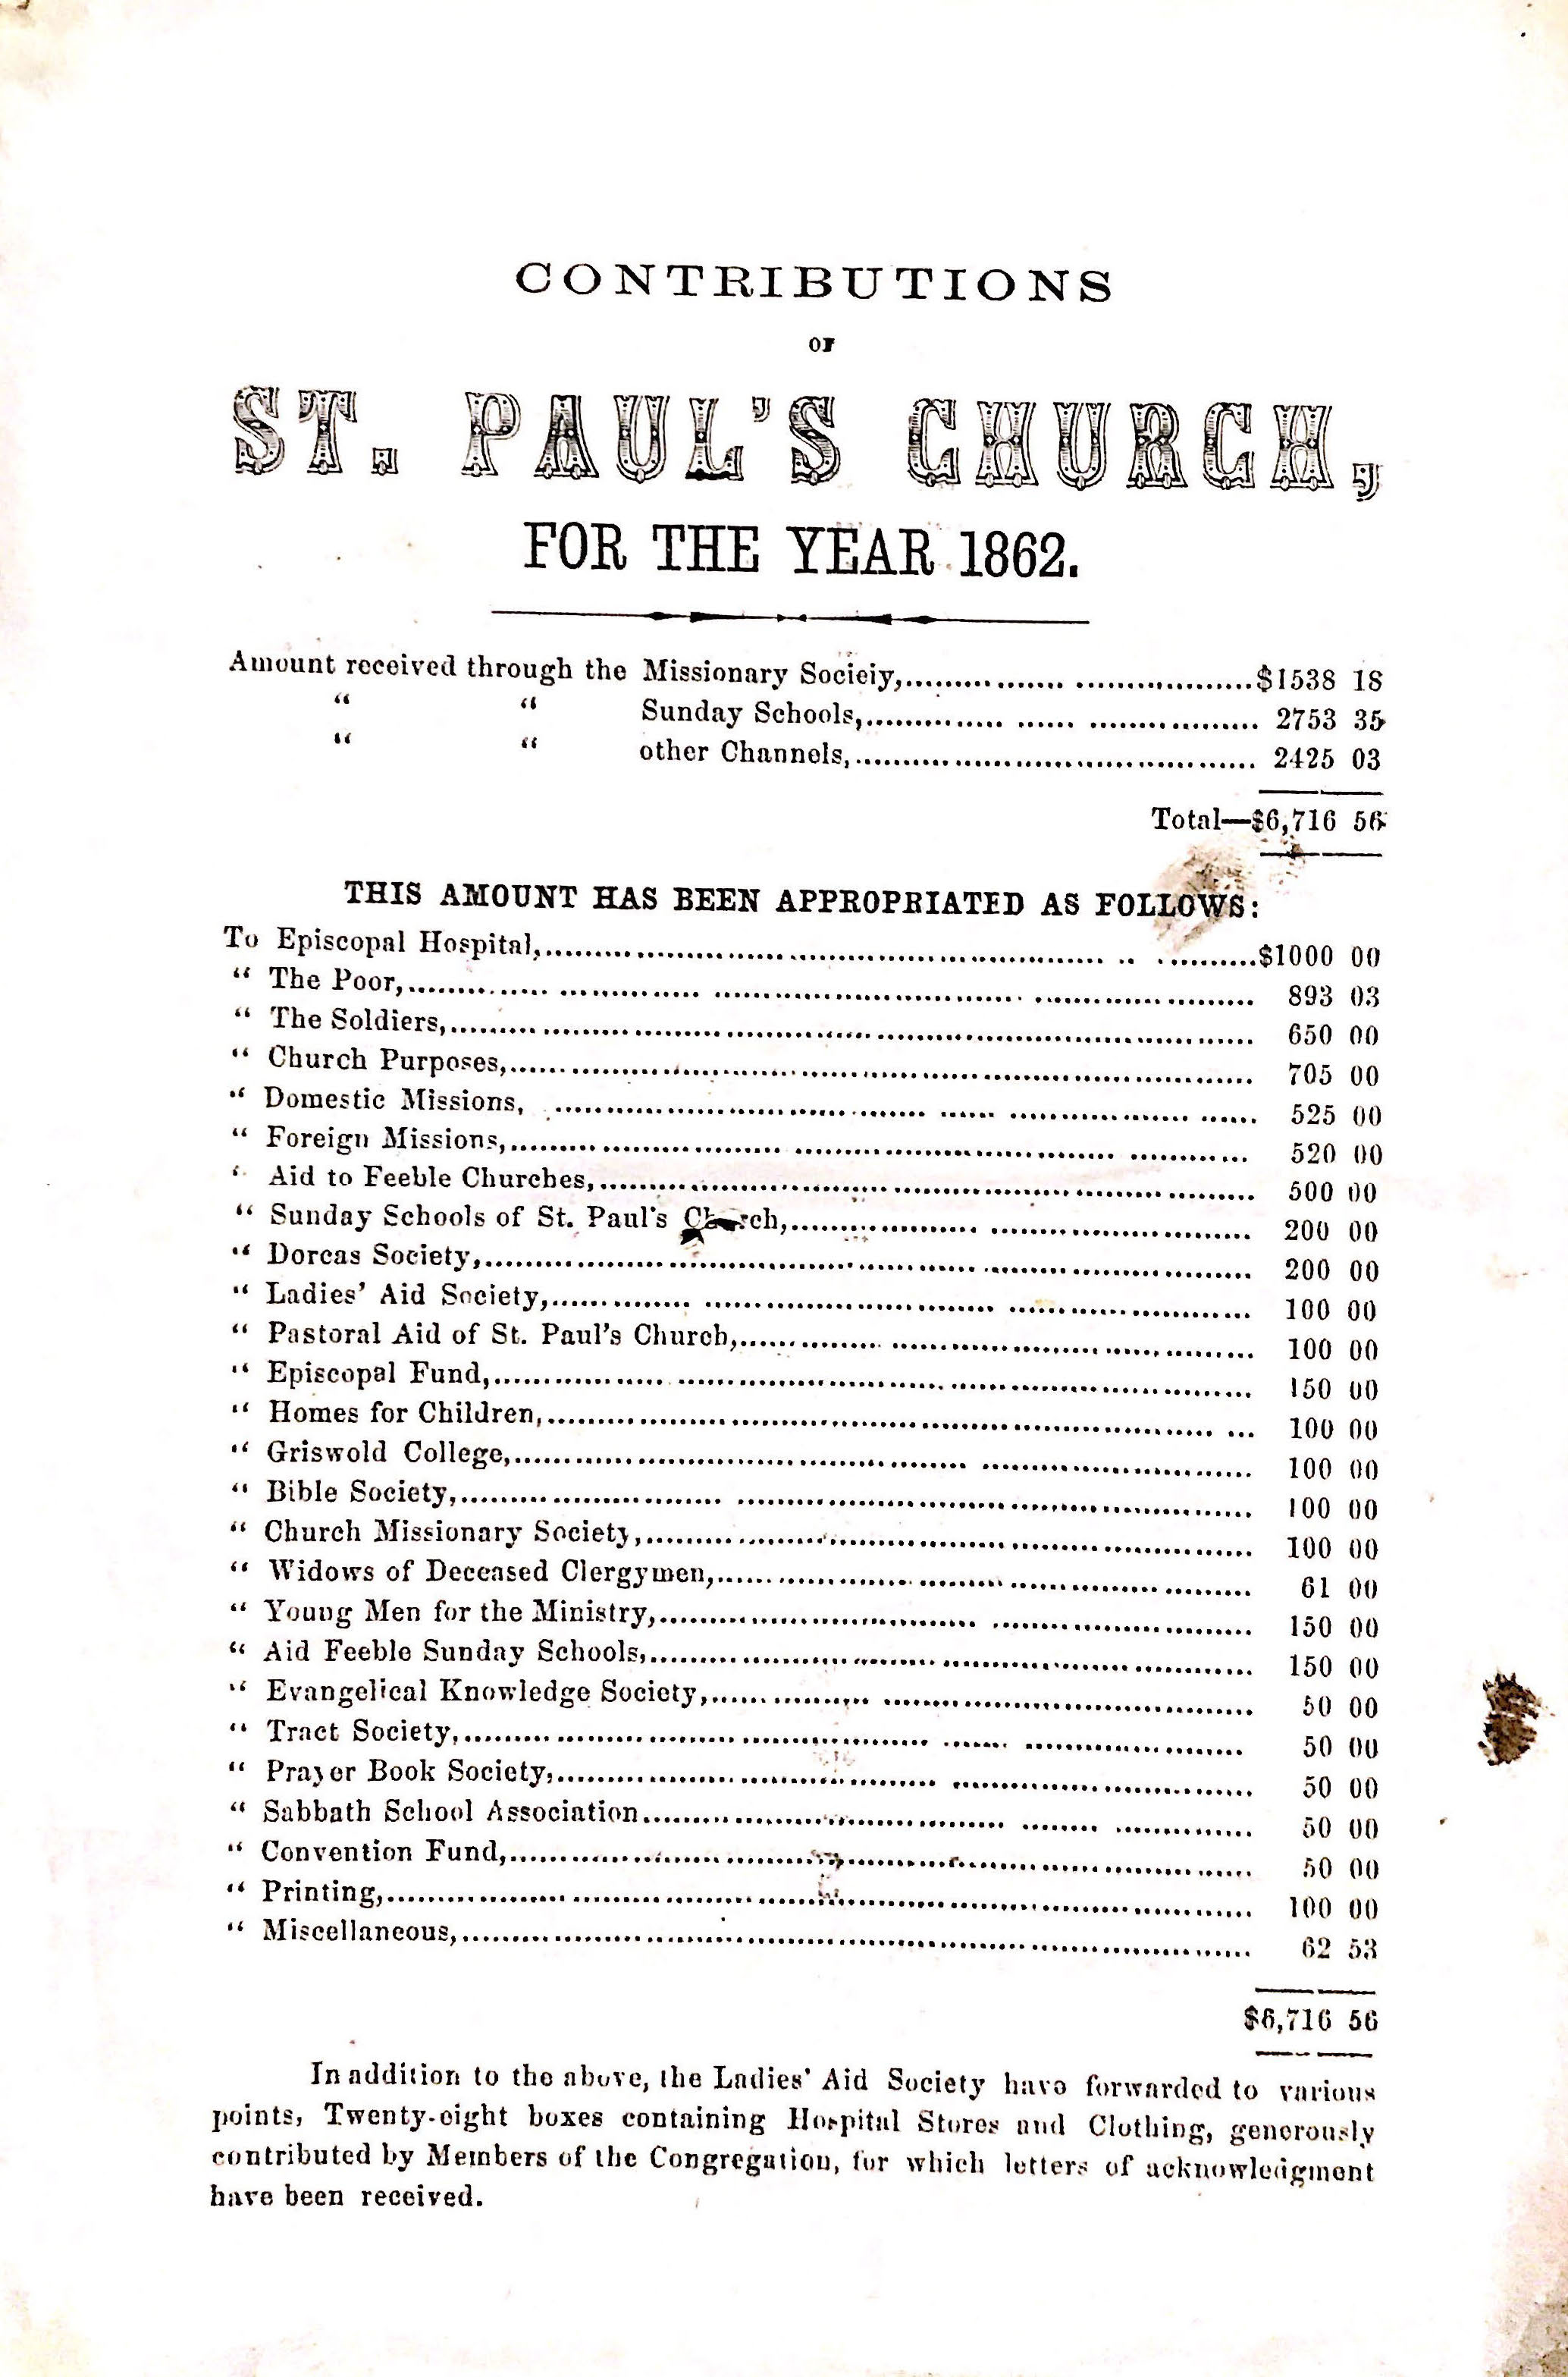 CONTRIBUTIONS
OF
ST. PAUL'S CHURCH,
FOR THE YEAR 1862.
Amount received through the Missionary Socieiy,.......... $1538 18
" " Sunday Schools,.......... 2753 35
" " other Channels,.......... 2425 03
Total—$6,716 56
THIS AMOUNT HAS BEEN APPROPRIATED AS FOLLOWS:
To Episcopal Hospital,.......... $1000 00
" The Poor,.......... 893 03
" The Soldiers,.......... 650 00
" Church Purposes,.......... 705 00
" Domestic Missions, .......... 525 00
" Foreign Missions,.......... 520 00
" Aid to Feeble Churches,.......... 500 00
" Sunday Schools of St. Paul's Church,.......... 200 00
" Dorcas Society,.......... 200 00
" Ladies' Aid Society,.......... 100 00
" Pastoral Aid of St. Paul's Church,.......... 100 00
" Episcopal Fund,.......... 150 00
" Homes for Children,.......... 100 00
" Griswold College,.......... 100 00
" Bible Society,.......... 100 00
" Church Missionary Society,.......... 100 00
" Widows of Deceased Clergymen,.......... 61 00
" Young Men for the Ministry,.......... 150 00
" Aid Feeble Sunday Schools,.......... 150 00
" Evangelical Knowledge Society,.......... 50 00
" Tract Society,.......... 50 00
" Prayer Book Society,.......... 50 00
" Sabbath School Association.......... 50 00
" Convention Fund,.......... 50 00
" Printing,.......... 100 00
" Miscellaneous,.......... 62 53
$6,716 56
In addition to the above, the Ladies' Aid Society have forwarded to various
points, Twenty-eight boxes containing Hospital Stores and Clothing, generously
contributed by Members of the Congregation, for which letters of acknowledgment
have been received.